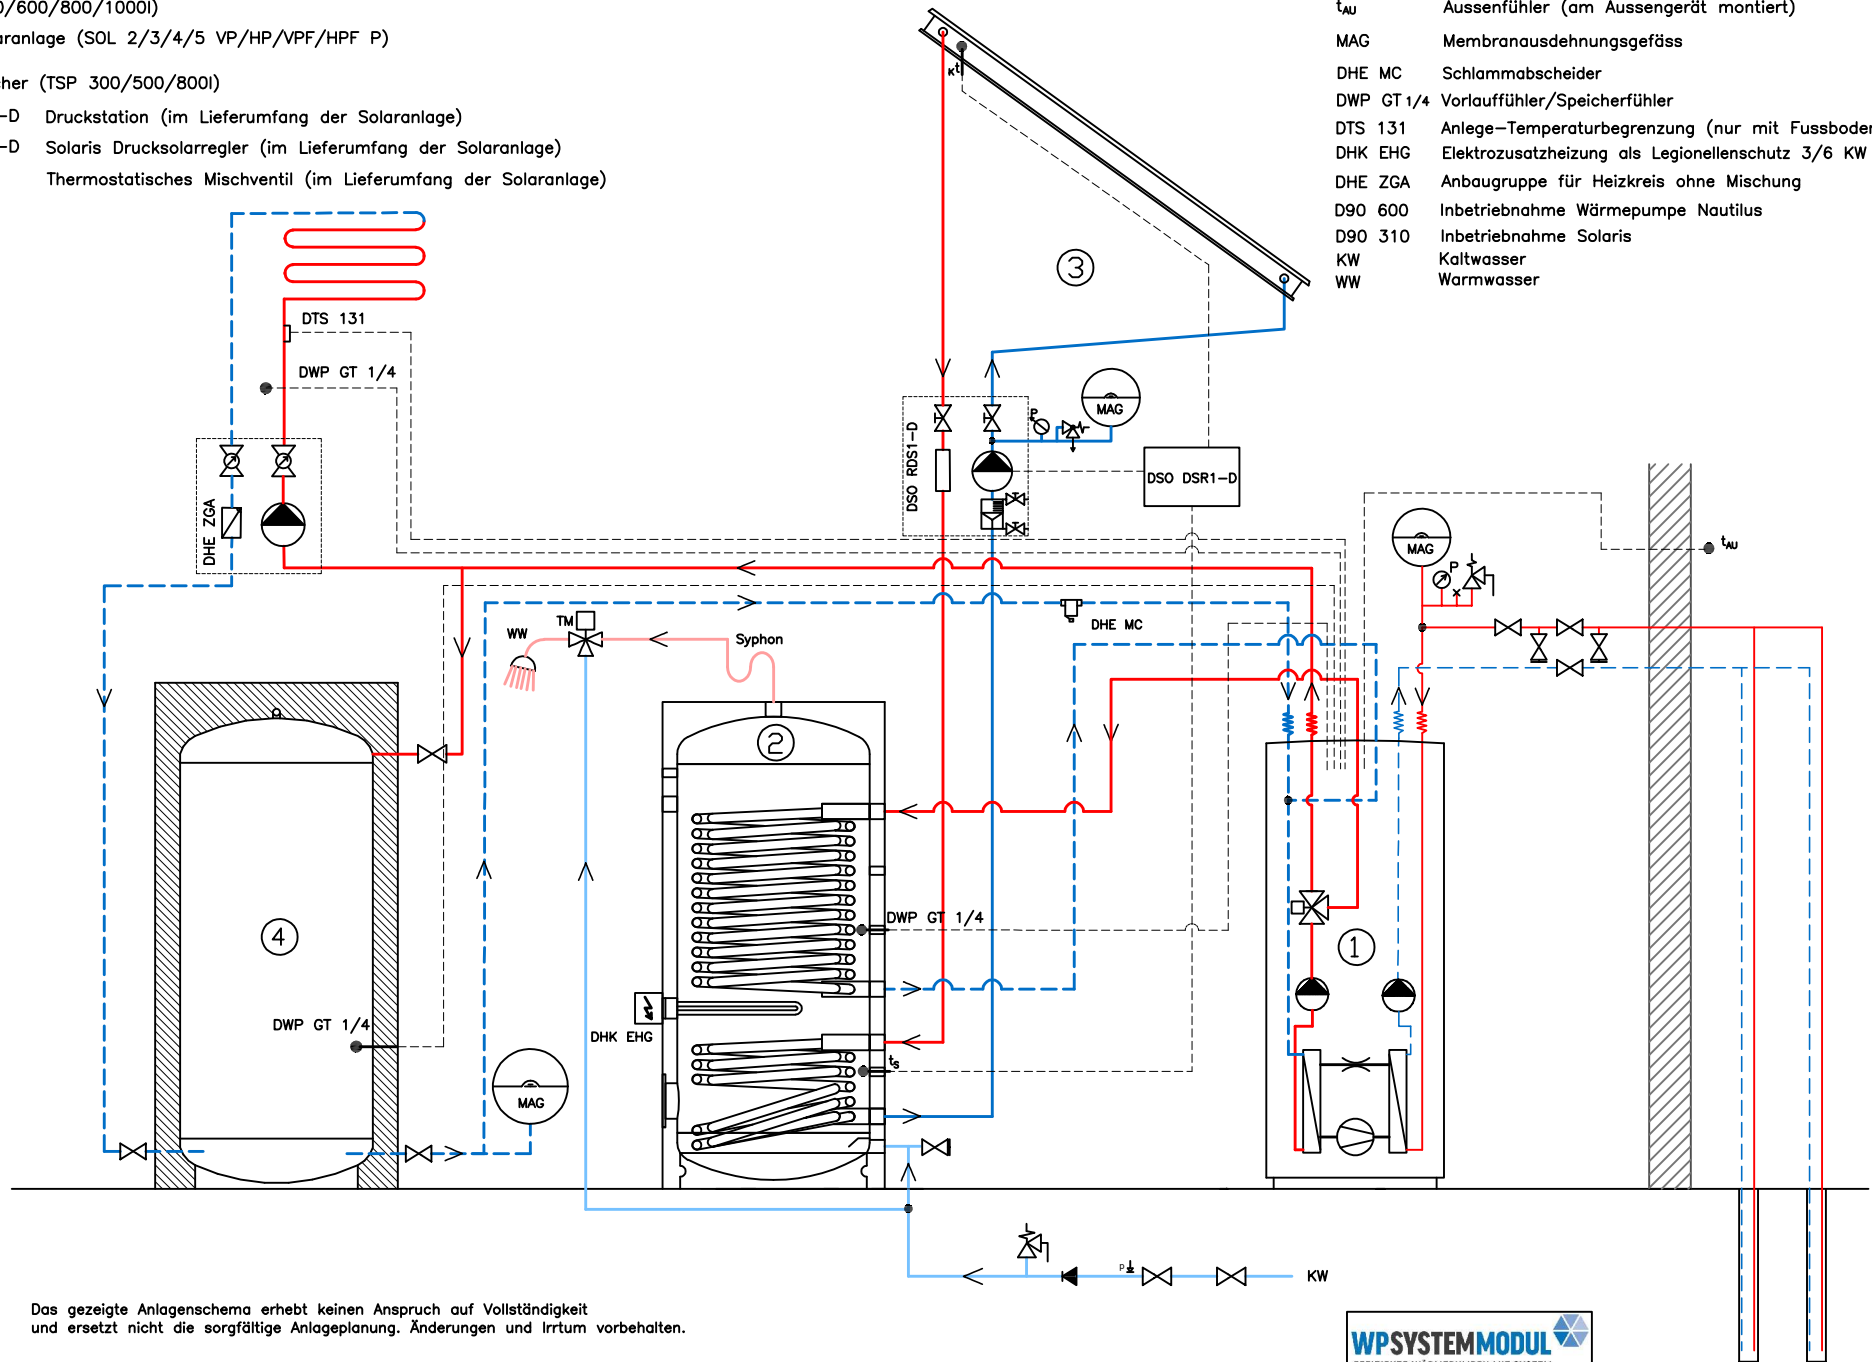 0/600/800/1000l)
aranlage (SOL 2/3/4/5 VP/HP/VPF/HPF P)
cher (TSP 300/500/800l)
-D Druckstation (im Lieferumfang der Solaranlage)
-D Solaris Drucksolarregler (im Lieferumfang der Solaranlage)
Thermostatisches Mischventil (im Lieferumfang der Solaranlage)
tAU Aussenfühler (am Aussengerät montiert)
MAG Membranausdehnungsgefäss
DHE MC Schlammabscheider
DWP GT 1/4 Vorlauffühler/Speicherfühler
DTS 131 Anlege-Temperaturbegrenzung (nur mit Fussboder
DHK EHG Elektrozusatzheizung als Legionellenschutz 3/6 KW
DHE ZGA Anbaugruppe für Heizkreis ohne Mischung
D90 600 Inbetriebnahme Wärmepumpe Nautilus
D90 310 Inbetriebnahme Solaris
KW Kaltwasser
WW Warmwasser
tK
3
DTS 131
DWP GT 1/4
DHE ZGA
DSO RDS1-D
P
MAG
DSO DSR1-D
MAG
P
tAU
TM
WW
Syphon
DHE MC
2
4
DWP GT 1/4
1
DWP GT 1/4
DHK EHG
tS
MAG
P
KW
Das gezeigte Anlagenschema erhebt keinen Anspruch auf Vollständigkeit
und ersetzt nicht die sorgfältige Anlageplanung. Änderungen und Irrtum vorbehalten.
WPSYSTEMMODUL